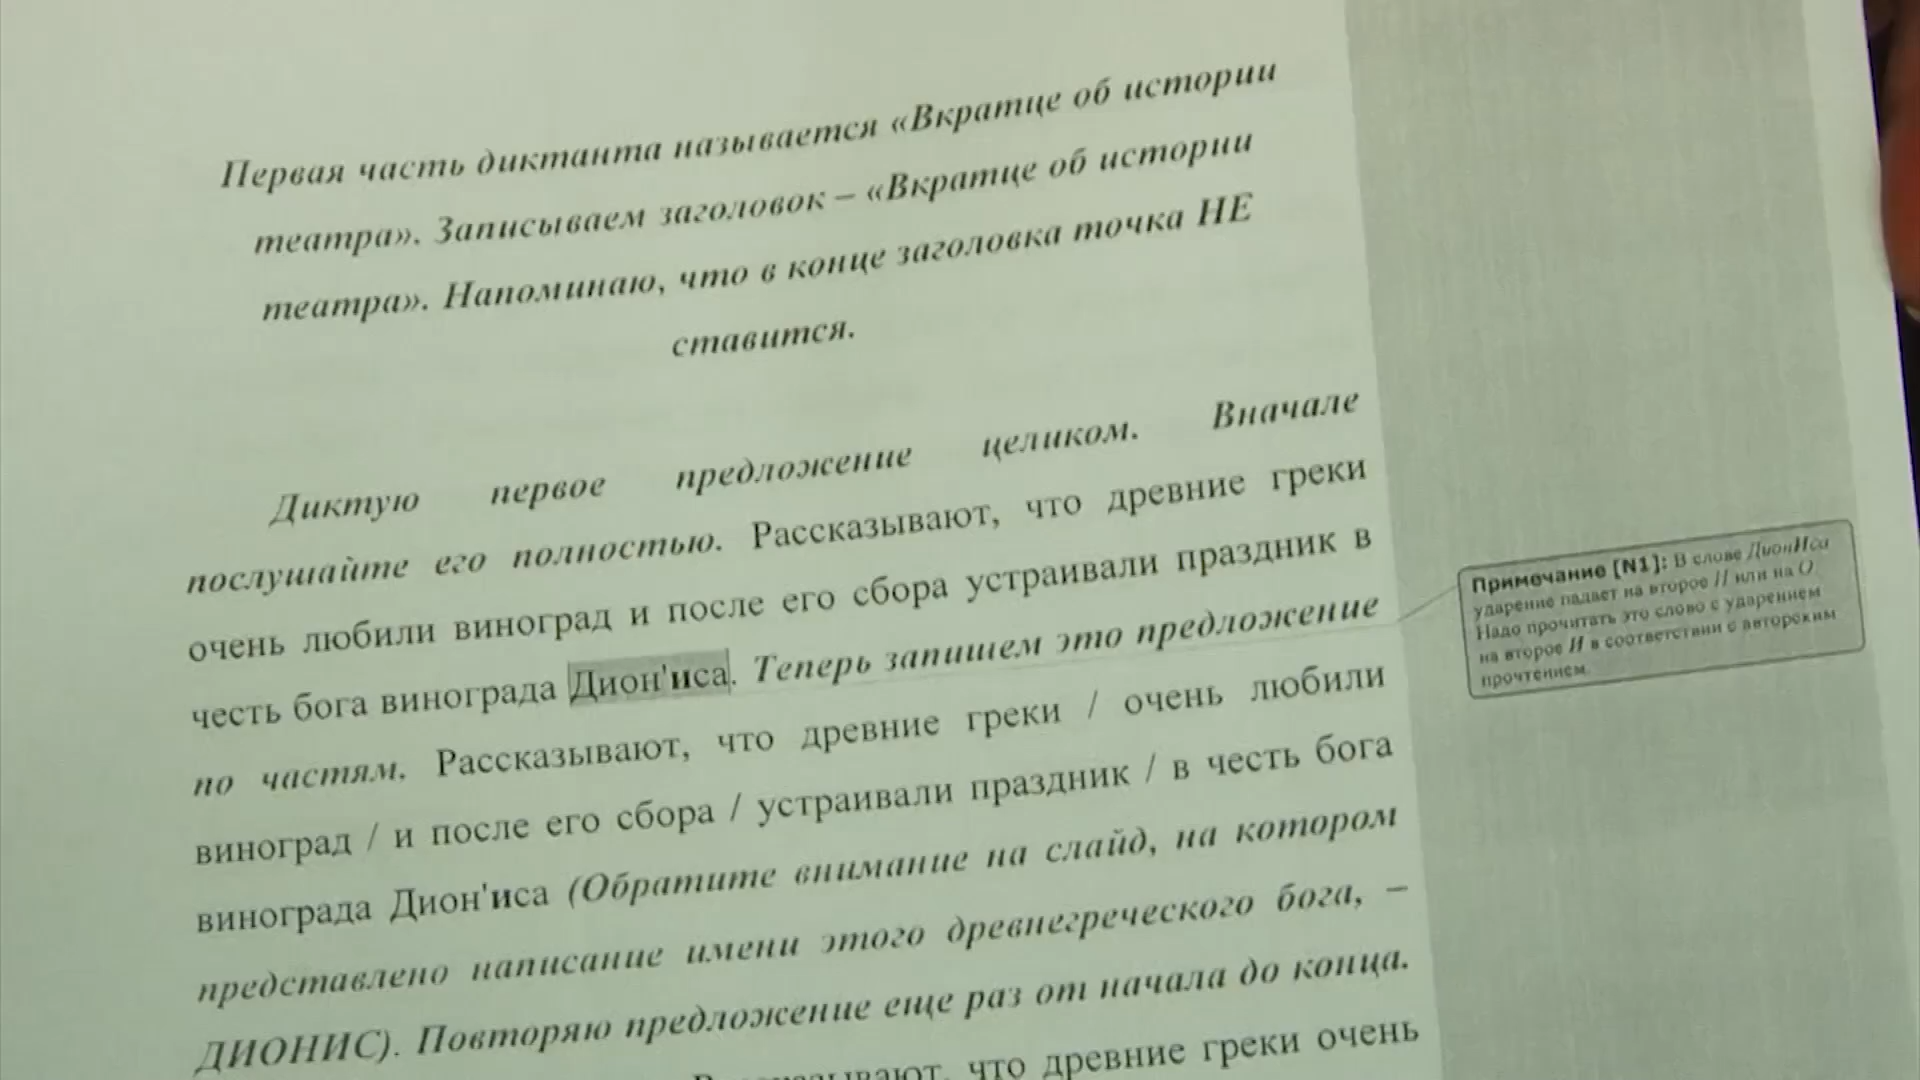 Первая часть диктанта называется «Вкратце об истории
театра». Записываем заголовок – «Вкратце об истории
театра». Напоминаю, что в конце заголовка точка НЕ
ставится.
Диктую первое предложение целиком. Вначале
послушайте его полностью. Рассказывают, что древние греки
очень любили виноград и после его сбора устраивали праздник в
честь бога винограда Дион'иса. Теперь запишем это предложение
по частям. Рассказывают, что древние греки / очень любили
виноград / и после его сбора / устраивали праздник / в честь бога
винограда Дион'иса (Обратите внимание на слайд, на котором
представлено написание имени этого древнегреческого бога, –
ДИОНИС). Повторяю предложение еще раз от начала до конца.
что древние греки очень
Примечание [N1]: В слове ДионИса
ударение падает на второе И или на О.
Надо прочитать это слово с ударением
на второе И в соответствии с авторским
прочтением.